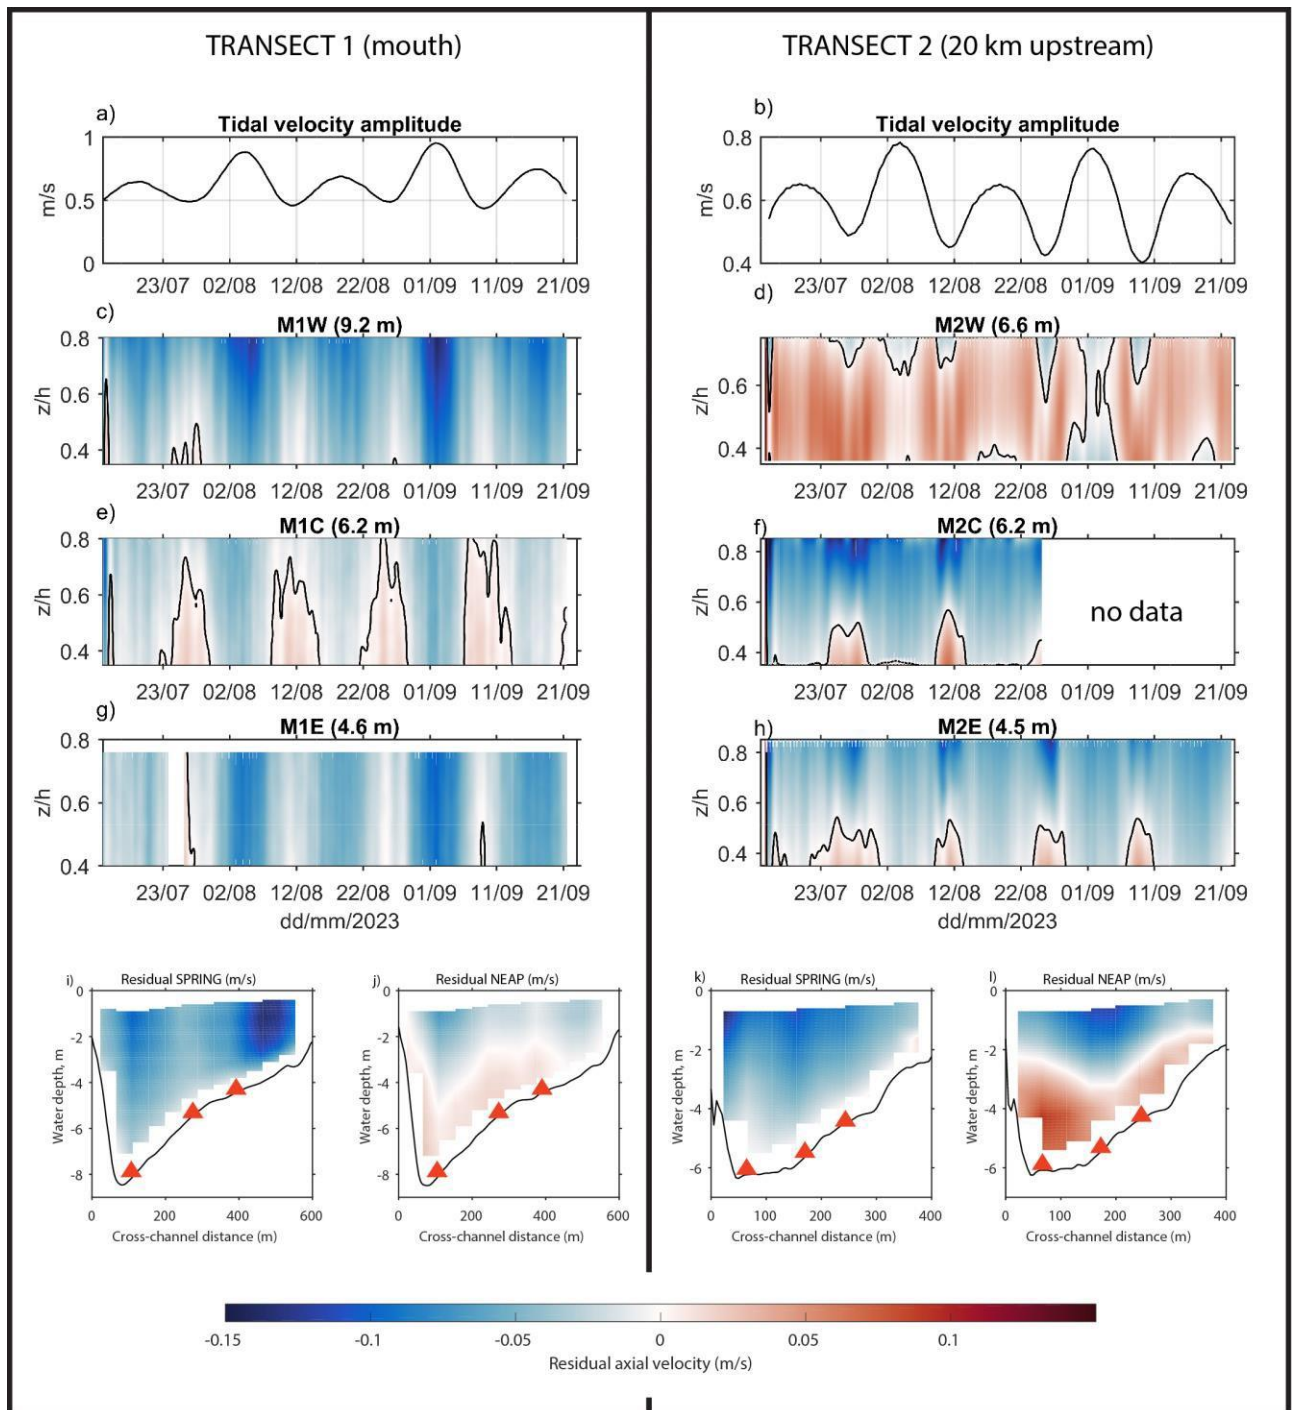 TRANSECT 1 (mouth)
TRANSECT 2 (20 km upstream)
a)
Tidal velocity amplitude
1
0.5
0
m/s
23/07 02/08 12/08 22/08 01/09 11/09 21/09
b)
Tidal velocity amplitude
0.8
0.6
0.4
m/s
23/07 02/08 12/08 22/08 01/09 11/09 21/09
c)
M1W (9.2 m)
0.8
0.6
0.4
z/h
23/07 02/08 12/08 22/08 01/09 11/09 21/09
d)
M2W (6.6 m)
0.6
0.4
z/h
23/07 02/08 12/08 22/08 01/09 11/09 21/09
e)
M1C (6.2 m)
0.8
0.6
0.4
z/h
23/07 02/08 12/08 22/08 01/09 11/09 21/09
f)
M2C (6.2 m)
0.8
0.6
0.4
z/h
no data
23/07 02/08 12/08 22/08 01/09 11/09 21/09
g)
M1E (4.6 m)
0.8
0.6
0.4
z/h
23/07 02/08 12/08 22/08 01/09 11/09 21/09
dd/mm/2023
h)
M2E (4.5 m)
0.8
0.6
0.4
z/h
23/07 02/08 12/08 22/08 01/09 11/09 21/09
dd/mm/2023
i)
Residual SPRING (m/s)
0
-2
-4
-6
-8
Water depth, m
0 200 400 600
Cross-channel distance (m)
j)
Residual NEAP (m/s)
0
-2
-4
-6
-8
Water depth, m
0 200 400 600
Cross-channel distance (m)
k)
Residual SPRING (m/s)
0
-2
-4
-6
Water depth, m
0 100 200 300 400
Cross-channel distance (m)
l)
Residual NEAP (m/s)
0
-2
-4
-6
Water depth, m
0 100 200 300 400
Cross-channel distance (m)
-0.15 -0.1 -0.05 0 0.05 0.1
Residual axial velocity (m/s)